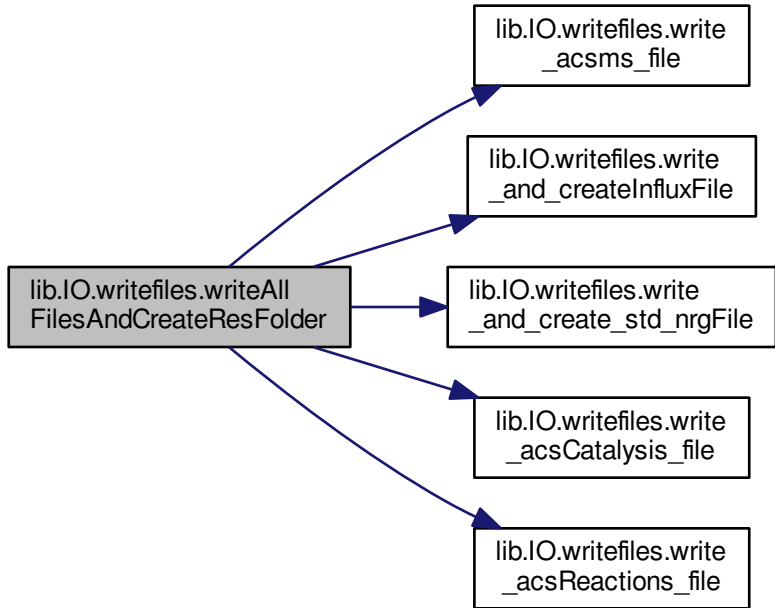 lib.IO.writefiles.write
_acsms_file
lib.IO.writefiles.write
_and_createInfluxFile
lib.IO.writefiles.writeAll
FilesAndCreateResFolder
lib.IO.writefiles.write
_and_create_std_nrgFile
lib.IO.writefiles.write
_acsCatalysis_file
lib.IO.writefiles.write
_acsReactions_file